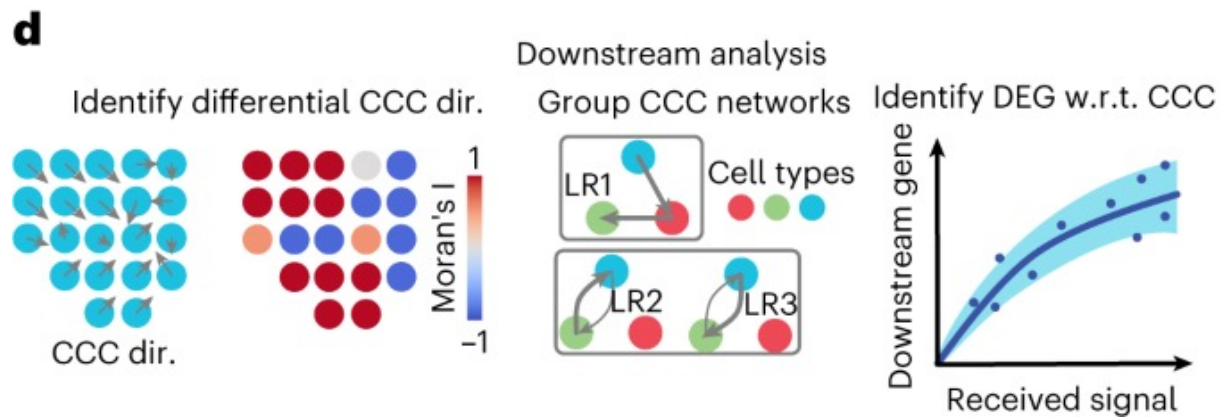 d
Downstream analysis
Identify differential CCC dir.
Group CCC networks
Identify DEG w.r.t. CCC
CCC dir.
1
Moran's I
−1
LR1
Cell types
LR2
LR3
Downstream gene
Received signal